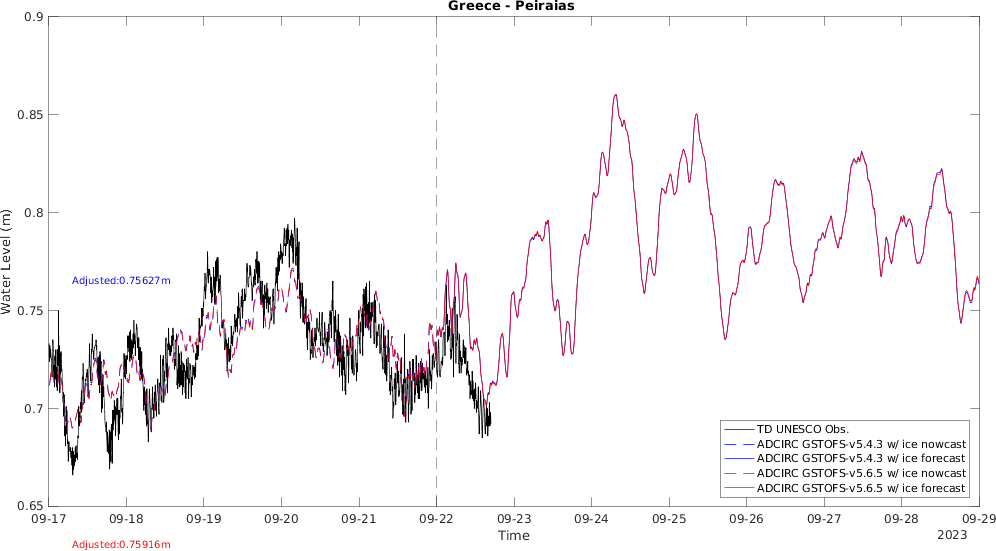 Greece - Peiraias
0.9
0.85
0.8
0.75
0.7
0.65
Water Level (m)
Adjusted:0.75627m
TD UNESCO Obs.
ADCIRC GSTOFS-v5.4.3 w/ ice nowcast
ADCIRC GSTOFS-v5.4.3 w/ ice forecast
ADCIRC GSTOFS-v5.6.5 w/ ice nowcast
ADCIRC GSTOFS-v5.6.5 w/ ice forecast
09-17 09-18 09-19 09-20 09-21 09-22 09-23 09-24 09-25 09-26 09-27 09-28 09-29
Time
2023
Adjusted:0.75916m